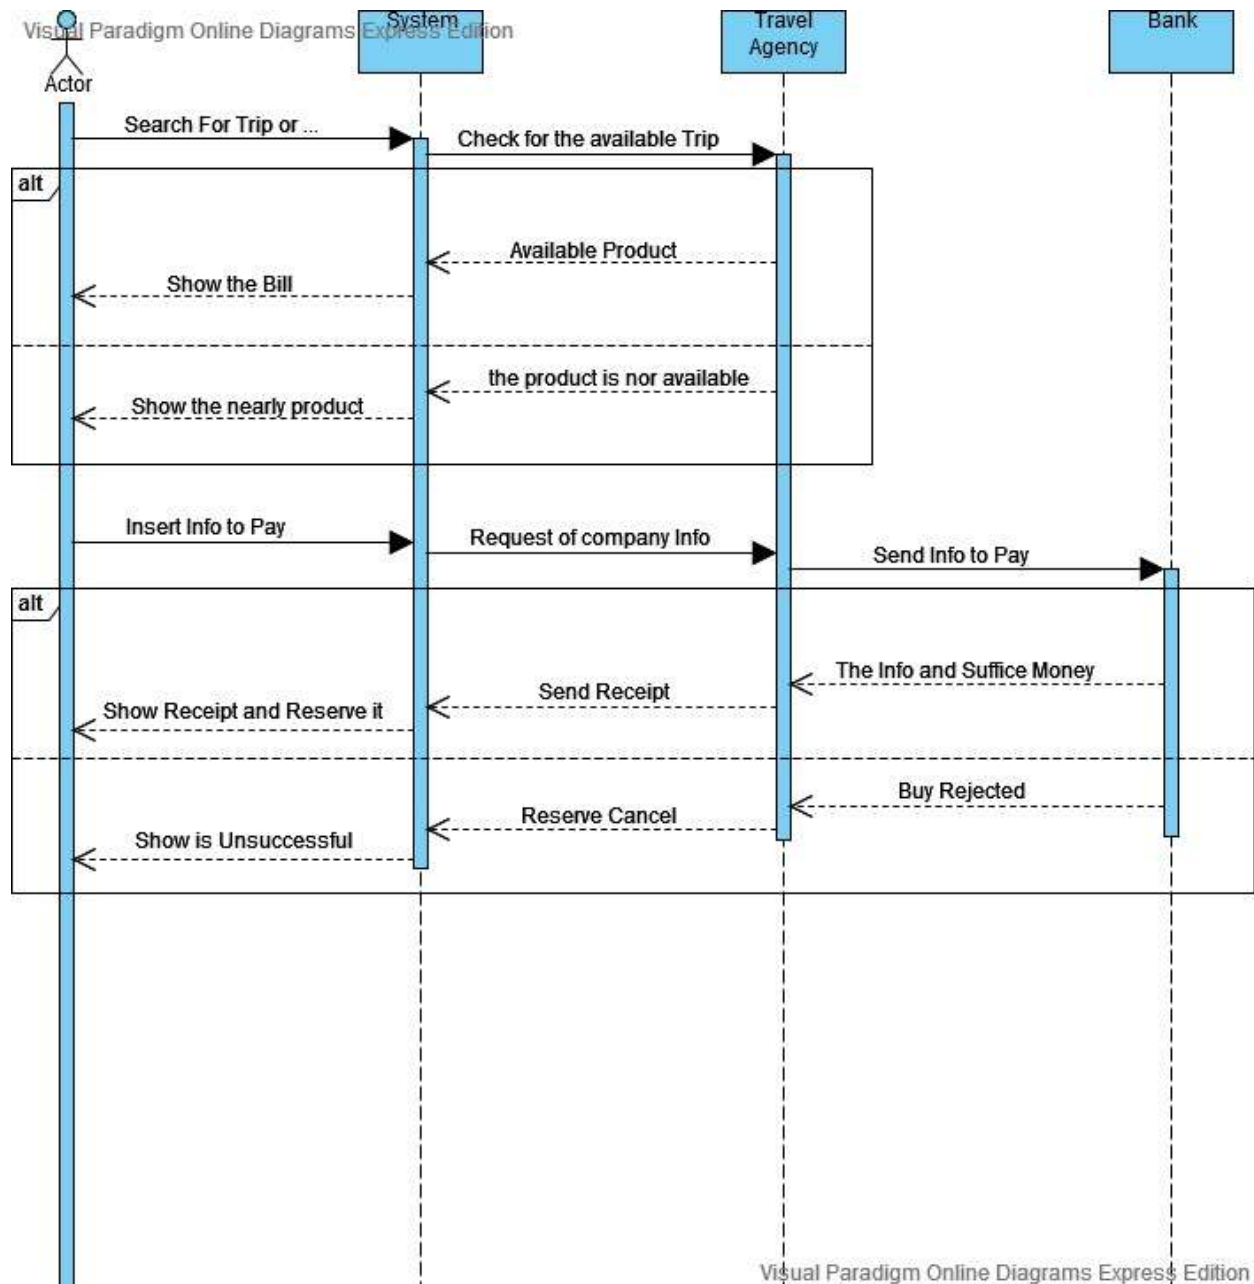 Visual Paradigm Online Diagrams Express Edition
Actor
System
Travel
Agency
Bank
Search For Trip or ...
Check for the available Trip
alt
Available Product
Show the Bill
the product is nor available
Show the nearly product
Insert Info to Pay
Request of company Info
Send Info to Pay
alt
The Info and Suffice Money
Send Receipt
Show Receipt and Reserve it
Buy Rejected
Reserve Cancel
Show is Unsuccessful
Visual Paradigm Online Diagrams Express Edition